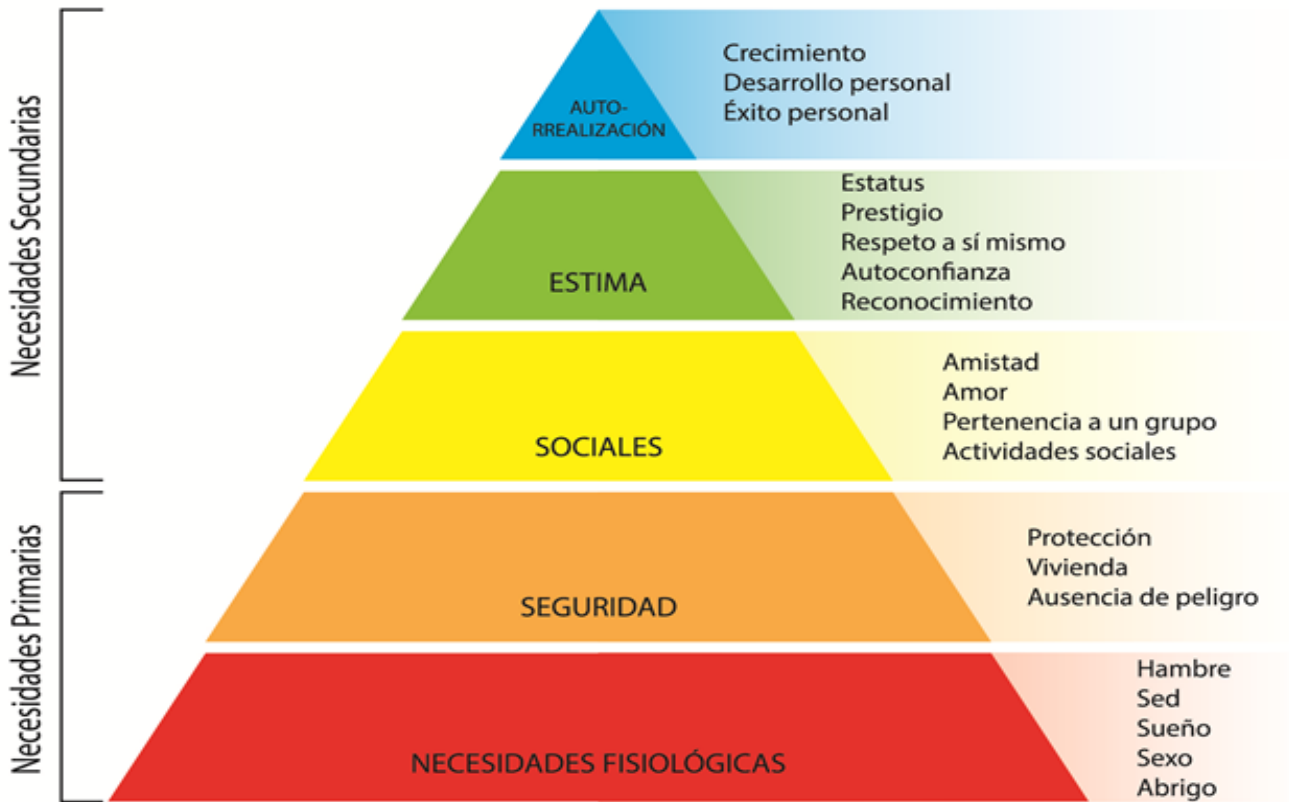 Necesidades Secundarias
AUTO-
RREALIZACIÓN
Crecimiento
Desarrollo personal
Éxito personal
ESTIMA
Estatus
Prestigio
Respeto a sí mismo
Autoconfianza
Reconocimiento
SOCIALES
Amistad
Amor
Pertenencia a un grupo
Actividades sociales
Necesidades Primarias
SEGURIDAD
Protección
Vivienda
Ausencia de peligro
NECESIDADES FISIOLÓGICAS
Hambre
Sed
Sueño
Sexo
Abrigo